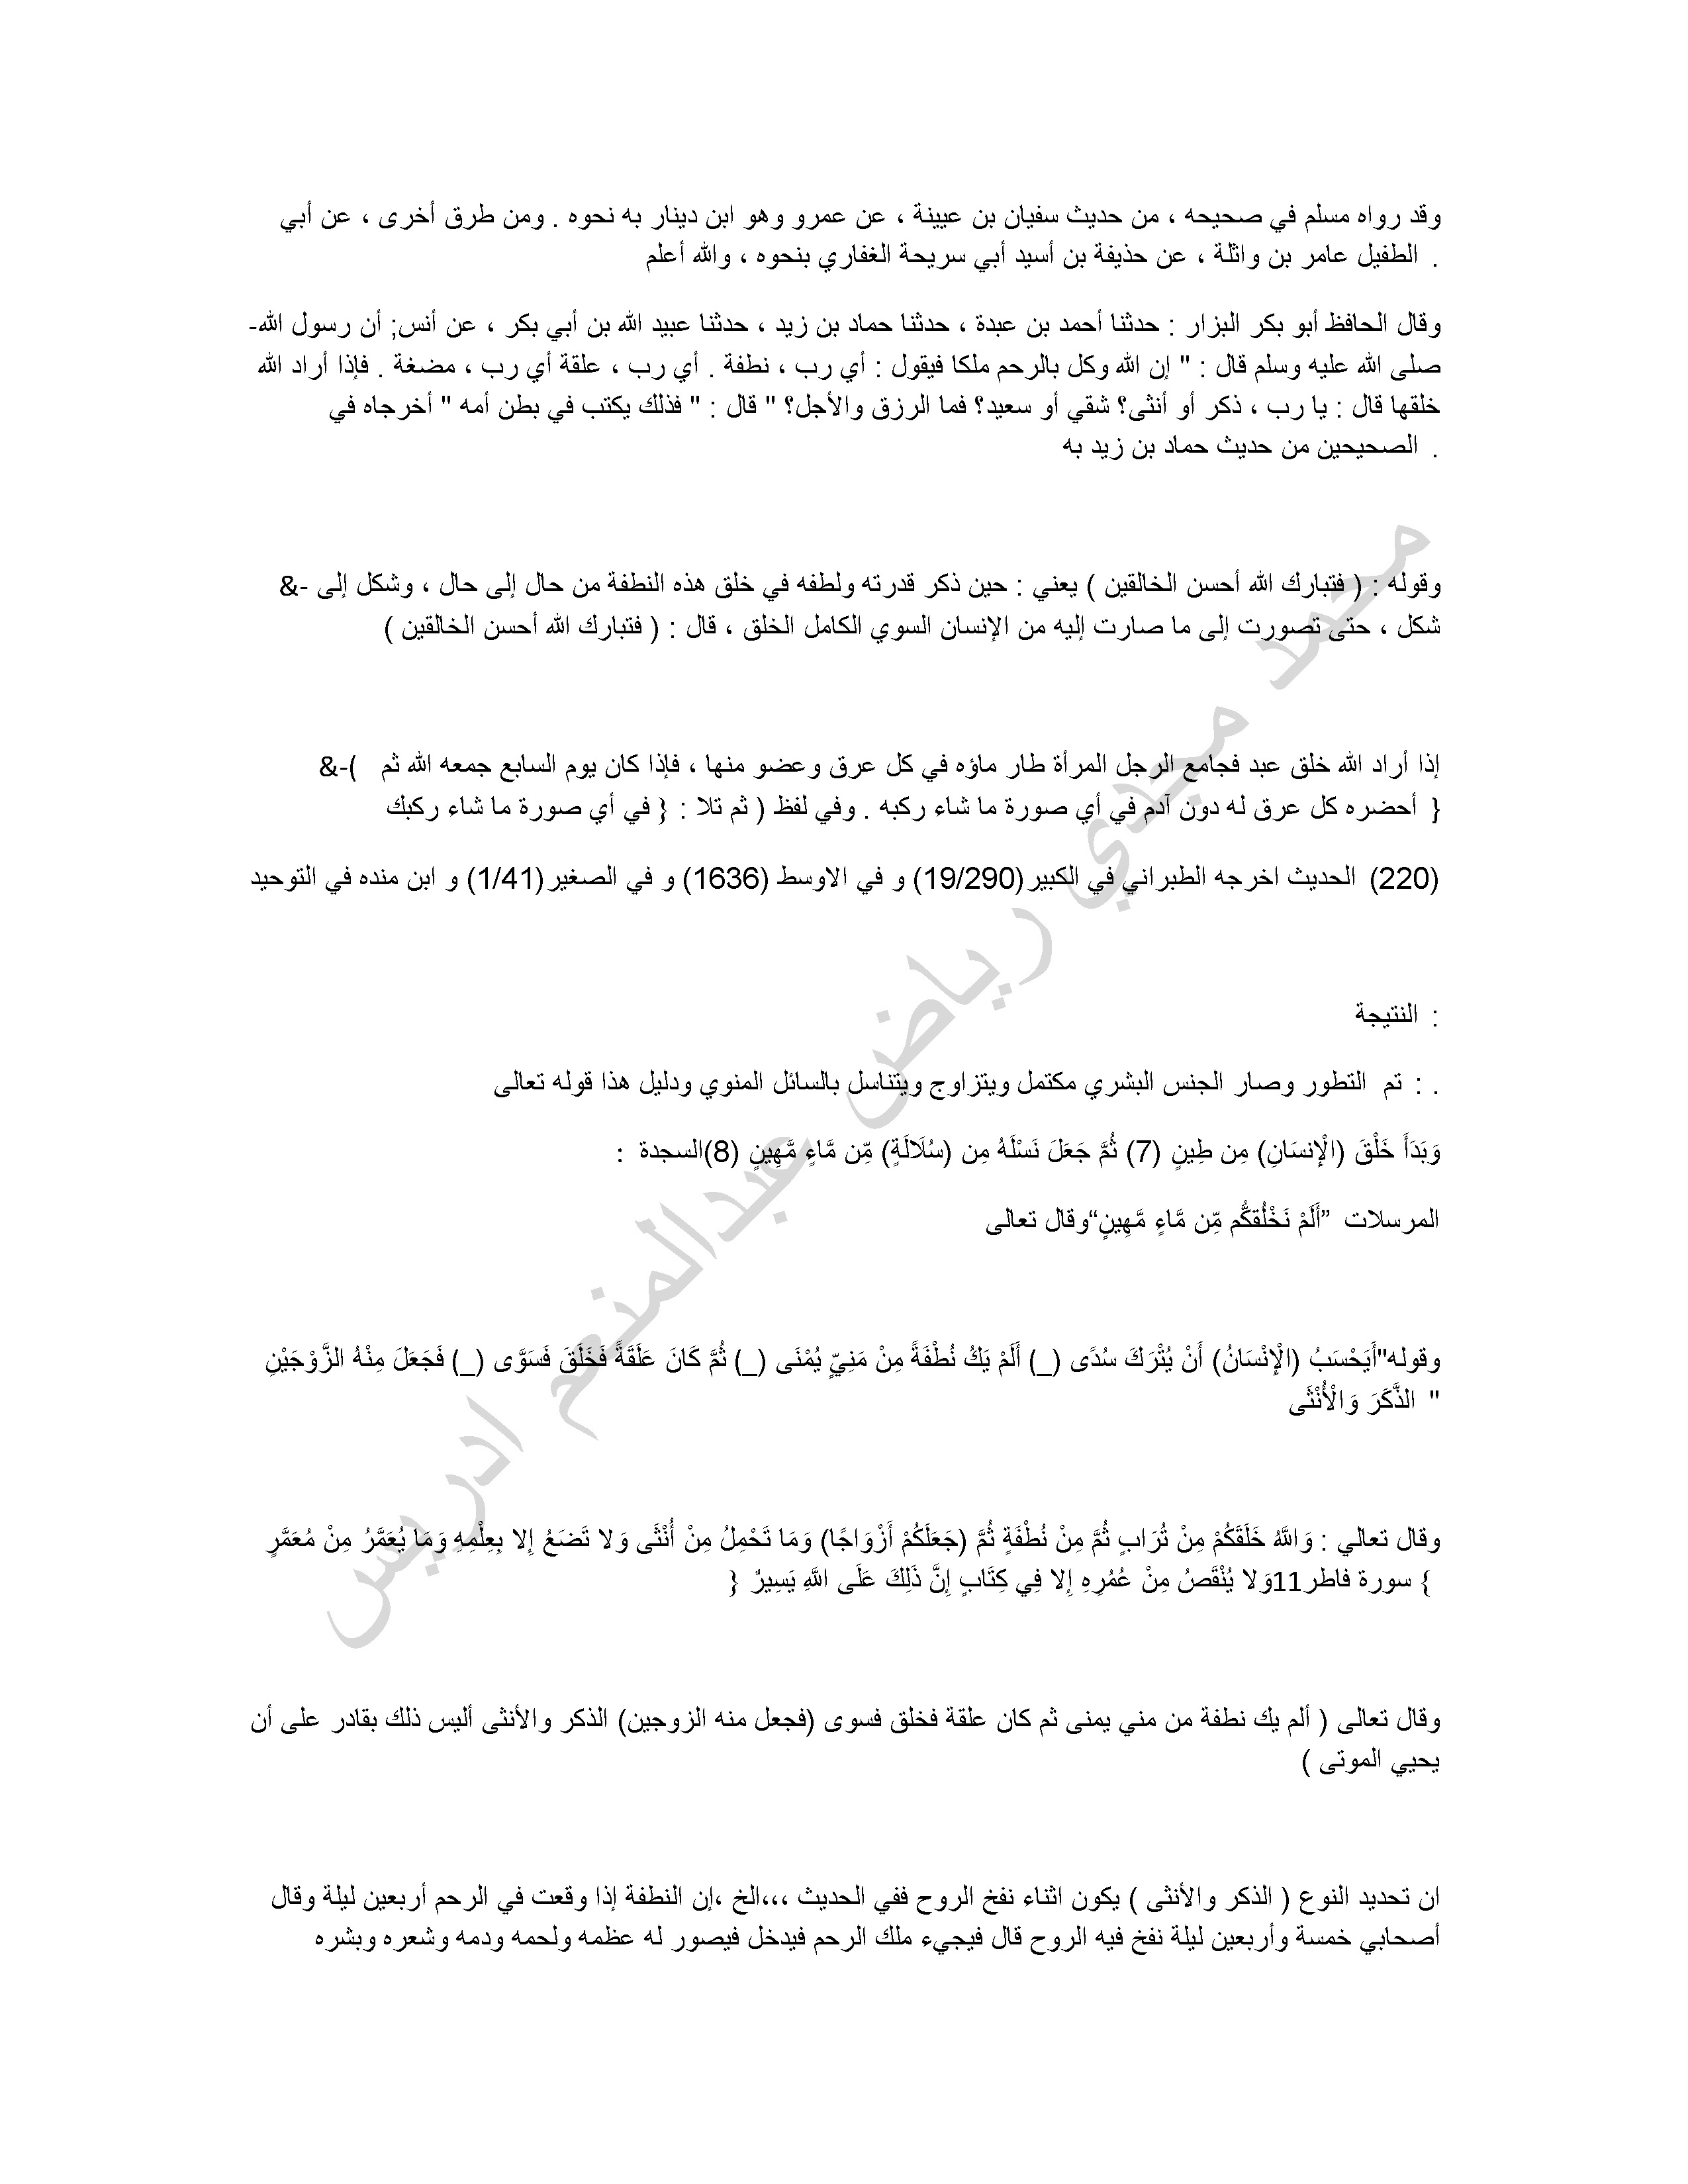 وقد رواه مسلم في صحيحه ، من حديث سفيان بن عيينة ، عن عمرو وهو ابن دينار به نحوه . ومن طرق أخرى ، عن أبي
. الطفيل عامر بن واثلة ، عن حذيفة بن أسيد أبي سريحة الغفاري بنحوه ، والله أعلم
وقال الحافظ أبو بكر البزار : حدثنا أحمد بن عبدة ، حدثنا حماد بن زيد ، حدثنا عبيد الله بن أبي بكر ، عن أنس; أن رسول الله-
صلى الله عليه وسلم قال : " إن الله وكل بالرحم ملكا فيقول : أي رب ، نطفة . أي رب ، علقة أي رب ، مضغة . فإذا أراد الله
خلقها قال : يا رب ، ذكر أو أنثى؟ شقي أو سعيد؟ فما الرزق والأجل؟ " قال : " فذلك يكتب في بطن أمه " أخرجاه في
. الصحيحين من حديث حماد بن زيد به
وقوله : ( فتبارك الله أحسن الخالقين ) يعني : حين ذكر قدرته ولطفه في خلق هذه النطفة من حال إلى حال ، وشكل إلى -&
شكل ، حتى تصورت إلى ما صارت إليه من الإنسان السوي الكامل الخلق ، قال : ( فتبارك الله أحسن الخالقين )
إذا أراد الله خلق عبد فجامع الرجل المرأة طار ماؤه في كل عرق وعضو منها ، فإذا كان يوم السابع جمعه الله ثم )-&
{ أحضره كل عرق له دون آدم في أي صورة ما شاء ركبه . وفي لفظ ( ثم تلا : { في أي صورة ما شاء ركبك
(220) الحديث اخرجه الطبراني في الكبير(19/290) و في الاوسط (1636) و في الصغير(1/41) و ابن منده في التوحيد
: النتيجة
. : تم التطور وصار الجنس البشري مكتمل ويتزاوج ويتناسل بالسائل المنوي ودليل هذا قوله تعالى
وَبَدَأَ خَلْقَ (الْإِنسَانِ) مِن طِينٍ (7) ثُمَّ جَعَلَ نَسْلَهُ مِن (سُلَالَةٍ) مِّن مَّاءٍ مَّهِينٍ (8)السجدة :
المرسلات ”أَلَمْ نَخْلُقكُّم مِّن مَّاءٍ مَّهِينٍ“وقال تعالى
وقوله"أَيَحْسَبُ (الْإِنْسَانُ) أَنْ يُتْرَكَ سُدًى (_) أَلَمْ يَكُ نُطْفَةً مِنْ مَنِيٍّ يُمْنَى (_) ثُمَّ كَانَ عَلَقَةً فَخَلَقَ فَسَوَّى (_) فَجَعَلَ مِنْهُ الزَّوْجَيْنِ
" الذَّكَرَ وَالْأُنْثَى
وقال تعالي : وَاللَّهُ خَلَقَكُمْ مِنْ تُرَابٍ ثُمَّ مِنْ نُطْفَةٍ ثُمَّ (جَعَلَكُمْ أَزْوَاجًا) وَمَا تَحْمِلُ مِنْ أُنْثَى وَلا تَضَعُ إِلا بِعِلْمِهِ وَمَا يُعَمَّرُ مِنْ مُعَمَّرٍ
} سورة فاطر11وَلا يُنْقَصُ مِنْ عُمُرِهِ إِلا فِي كِتَابٍ إِنَّ ذَلِكَ عَلَى اللَّهِ يَسِيرٌ {
وقال تعالى ( ألم يك نطفة من مني يمنى ثم كان علقة فخلق فسوى (فجعل منه الزوجين) الذكر والأنثى أليس ذلك بقادر على أن
يحيي الموتى )
ان تحديد النوع ( الذكر والأنثى ) يكون اثناء نفخ الروح ففي الحديث ،،،الخ ،إن النطفة إذا وقعت في الرحم أربعين ليلة وقال
أصحابي خمسة وأربعين ليلة نفخ فيه الروح قال فيجيء ملك الرحم فيدخل فيصور له عظمه ولحمه ودمه وشعره وبشره
محمد مجدي رياض عبدالمنعم ادريس